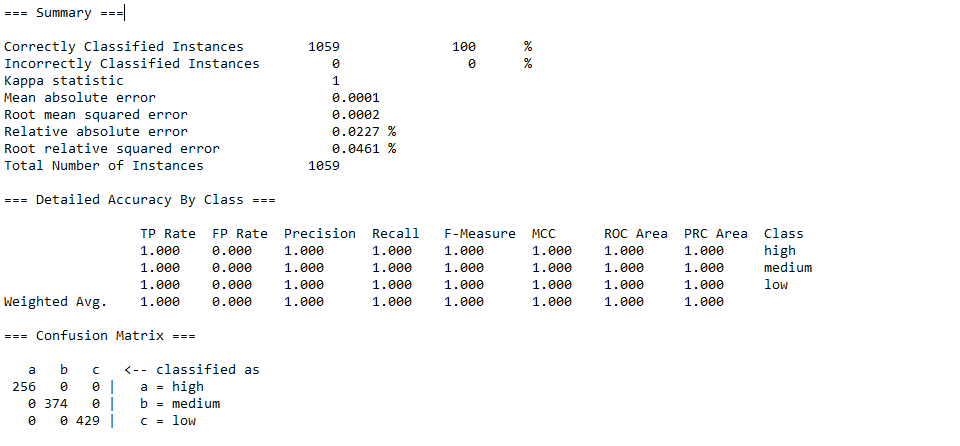 === Summary ===
Correctly Classified Instances 1059 100 %
Incorrectly Classified Instances 0 0 %
Kappa statistic 1
Mean absolute error 0.0001
Root mean squared error 0.0002
Relative absolute error 0.0227 %
Root relative squared error 0.0461 %
Total Number of Instances 1059
=== Detailed Accuracy By Class ===
TP Rate FP Rate Precision Recall F-Measure MCC ROC Area PRC Area Class
1.000 0.000 1.000 1.000 1.000 1.000 1.000 1.000 high
1.000 0.000 1.000 1.000 1.000 1.000 1.000 1.000 medium
1.000 0.000 1.000 1.000 1.000 1.000 1.000 1.000 low
Weighted Avg. 1.000 0.000 1.000 1.000 1.000 1.000 1.000 1.000
=== Confusion Matrix ===
a b c <-- classified as
256 0 0 | a = high
0 374 0 | b = medium
0 0 429 | c = low